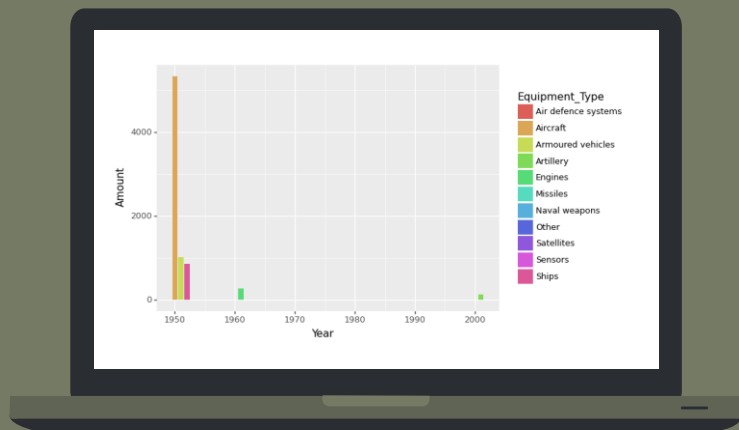 Amount
4000
2000
0
1950
1960
1970
1980
1990
2000
Year
Equipment_Type
Air defence systems
Aircraft
Armoured vehicles
Artillery
Engines
Missiles
Naval weapons
Other
Satellites
Sensors
Ships